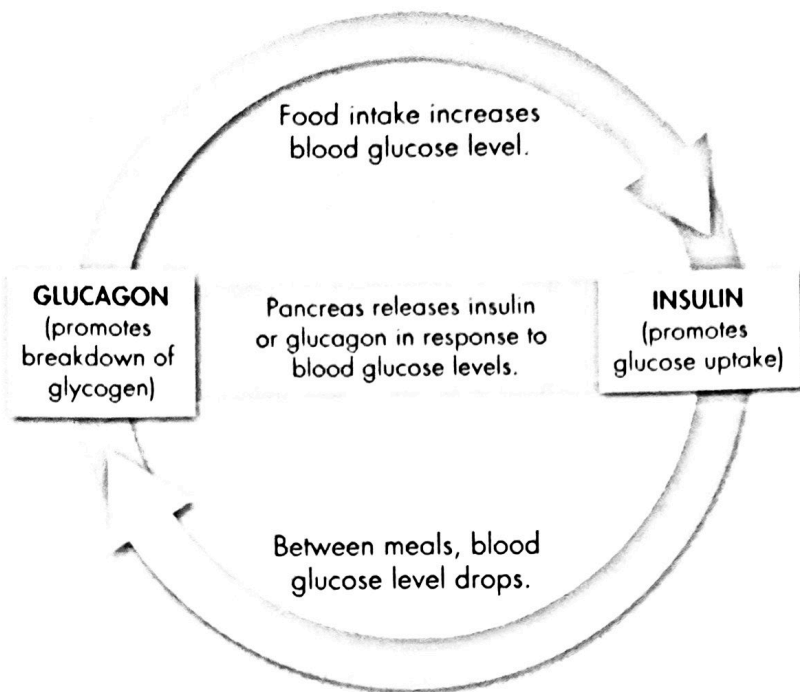 Food intake increases
blood glucose level.
GLUCAGON
(promotes
breakdown of
glycogen)
Pancreas releases insulin
or glucagon in response to
blood glucose levels.
INSULIN
(promotes
glucose uptake)
Between meals, blood
glucose level drops.